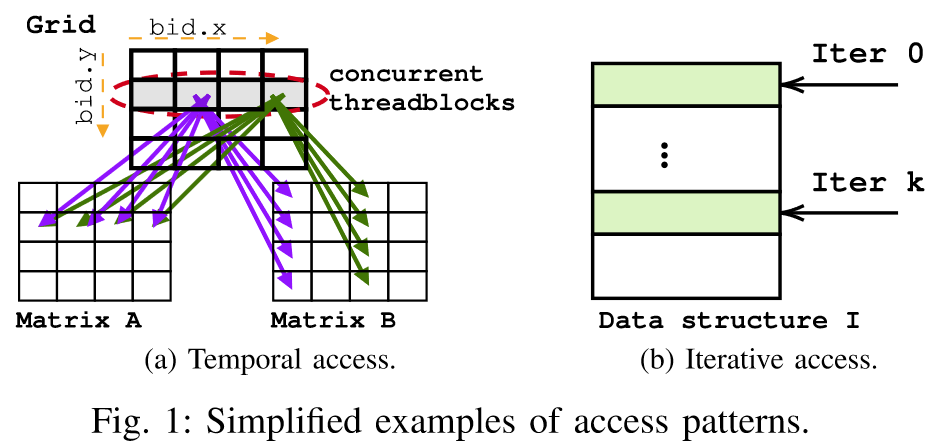 Grid
bid.x
bid.y
concurrent
threadblocks
Matrix A
Matrix B
(a) Temporal access.
Iter 0
Iter k
Data structure I
(b) Iterative access.
Fig. 1: Simplified examples of access patterns.